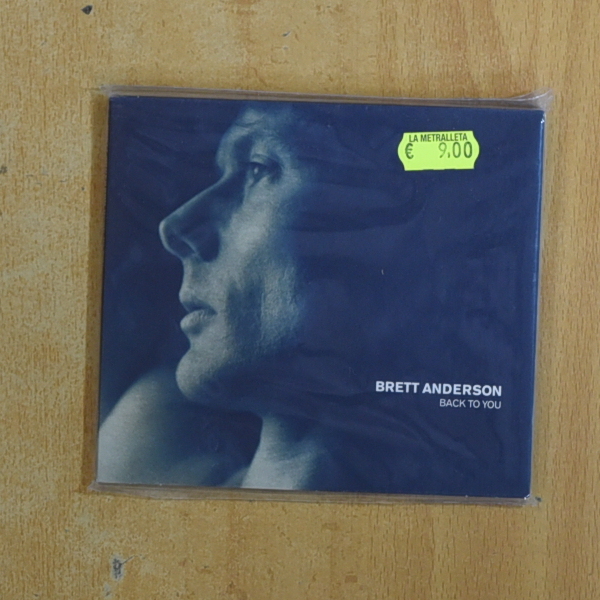 LA METRALLETA
€ 9.00
BRETT ANDERSON
BACK TO YOU